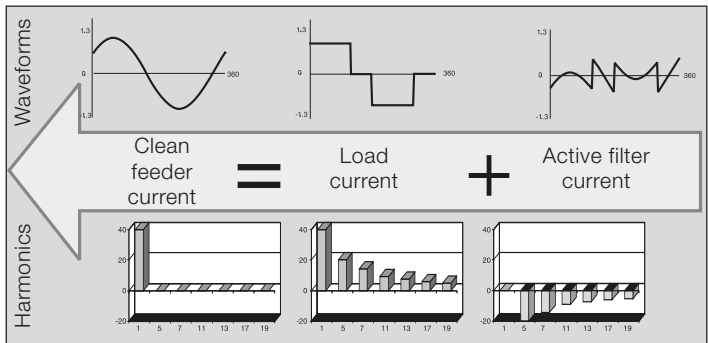 Waveforms
1.3
0
-1.3
360
1.3
0
-1.3
360
1.3
0
-1.3
360
Clean
feeder
current
=
Load
current
+
Active filter
current
Harmonics
40
20
0
-20
1 5 7 11 13 17 19
40
20
0
-20
1 5 7 11 13 17 19
40
20
0
-20
1 5 7 11 13 17 19